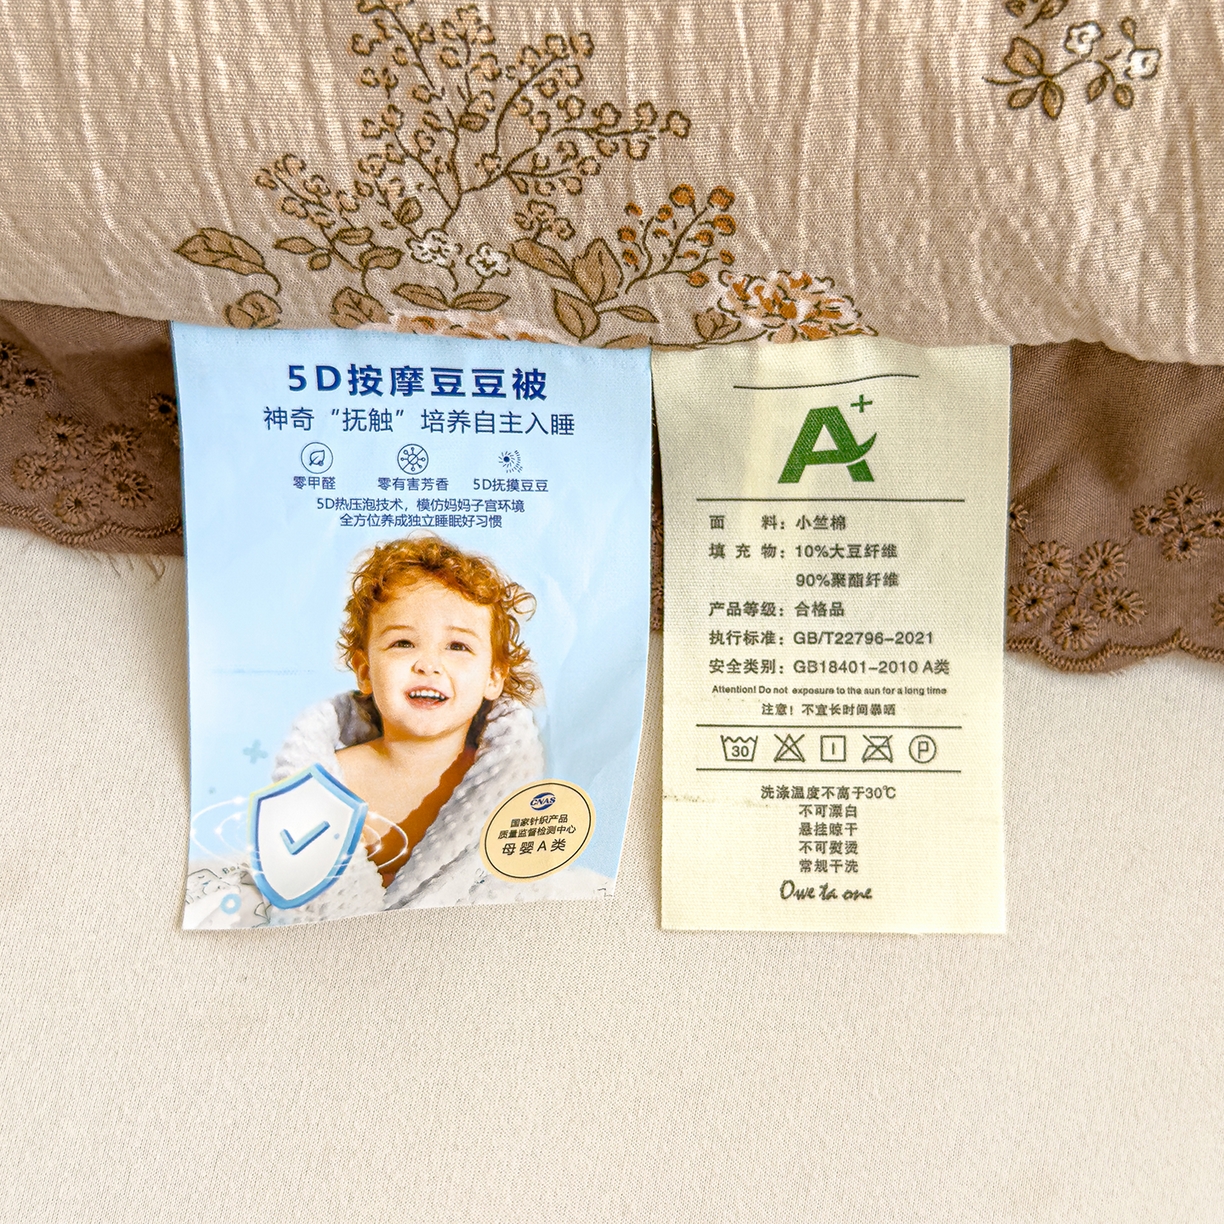 5D按摩豆豆被
神奇“抚触”培养自主入睡
零甲醛 零有害芳香 5D抚摸豆豆
5D热压泡技术，模仿妈妈子宫环境
全方位养成独立睡眠好习惯
CNAS
国家针织产品
质量监督检测中心
母婴A类
A+
面 料：小竺棉
填充物：10%大豆纤维
90%聚酯纤维
产品等级：合格品
执行标准：GB/T22796-2021
安全类别：GB18401-2010 A类
Attention! Do not exposure to the sun for a long time
注意！不宜长时间暴晒
30 P
洗涤温度不高于30℃
不可漂白
悬挂晾干
不可熨烫
常规干洗
Owe ta one